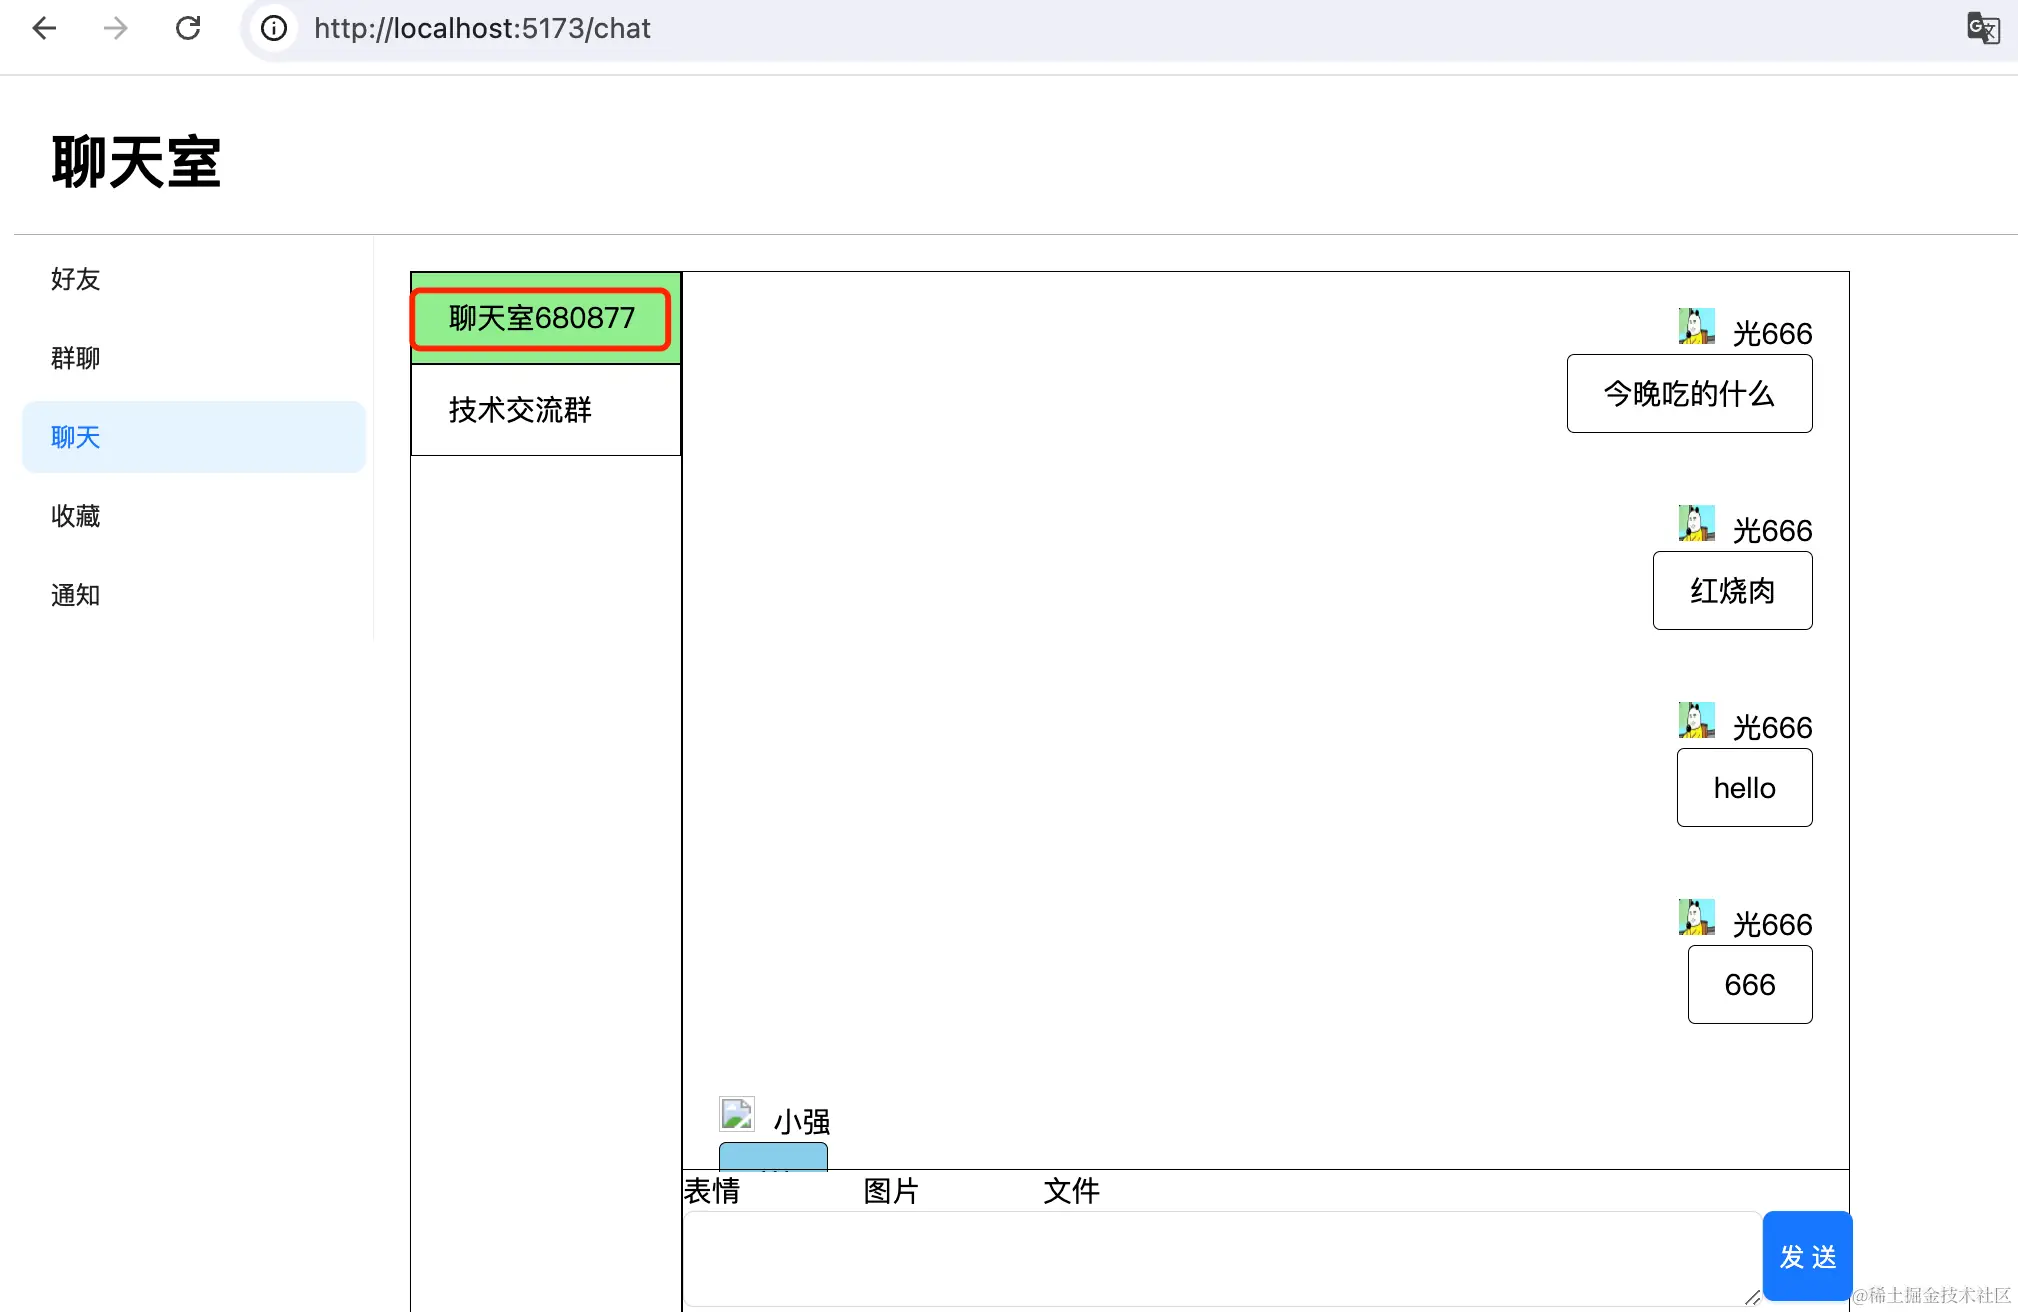 http://localhost:5173/chat
聊天室
好友
群聊
聊天
收藏
通知
聊天室680877
技术交流群
光666
今晚吃的什么
光666
红烧肉
光666
hello
光666
666
小强
表情 图片 文件
发送
@稀土掘金技术社区